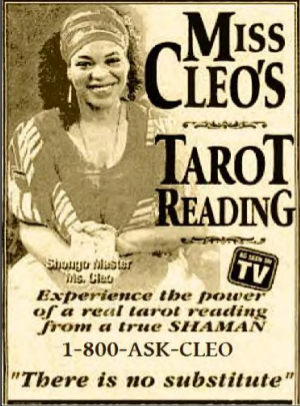 MISS
CLEO'S
TAROT
READING
Shongo Master
Ms. Cleo
AS SEEN ON
TV
Experience the power
of a real tarot reading
from a true SHAMAN
1-800-ASK-CLEO
"There is no substitute"